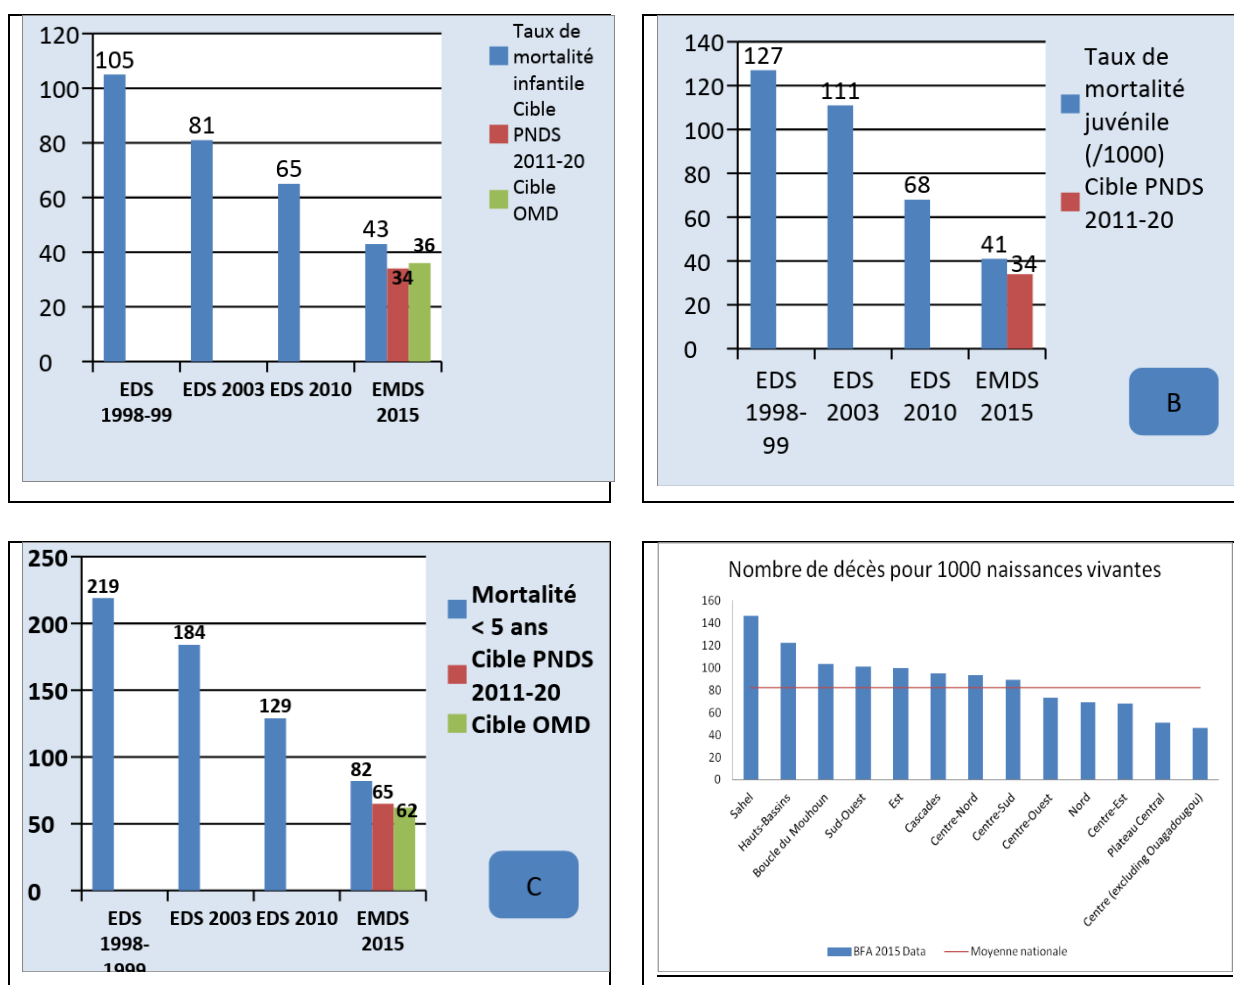 120
100
80
60
40
20
0
105
81
65
43
34
36
EDS
1998-99
EDS 2003
EDS 2010
EMDS
2015
Taux de
mortalité
infantile
Cible
PNDS
2011-20
Cible
OMD
140
120
100
80
60
40
20
0
127
111
68
41
34
EDS
1998-
99
EDS
2003
EDS
2010
EMDS
2015
Taux de
mortalité
juvénile
(/1000)
Cible PNDS
2011-20
B
250
200
150
100
50
0
219
184
129
82
65
62
EDS
1998-
1999
EDS 2003
EDS 2010
EMDS
2015
Mortalité
< 5 ans
Cible PNDS
2011-20
Cible OMD
C
Nombre de décès pour 1000 naissances vivantes
160
140
120
100
80
60
40
20
0
Sahel
Hauts-Bassins
Boucle du Mouhoun
Sud-Ouest
Est
Cascades
Centre-Nord
Centre-Sud
Centre-Ouest
Nord
Centre-Est
Plateau Central
Centre (excluding Ouagadougou)
BFA 2015 Data
Moyenne nationale